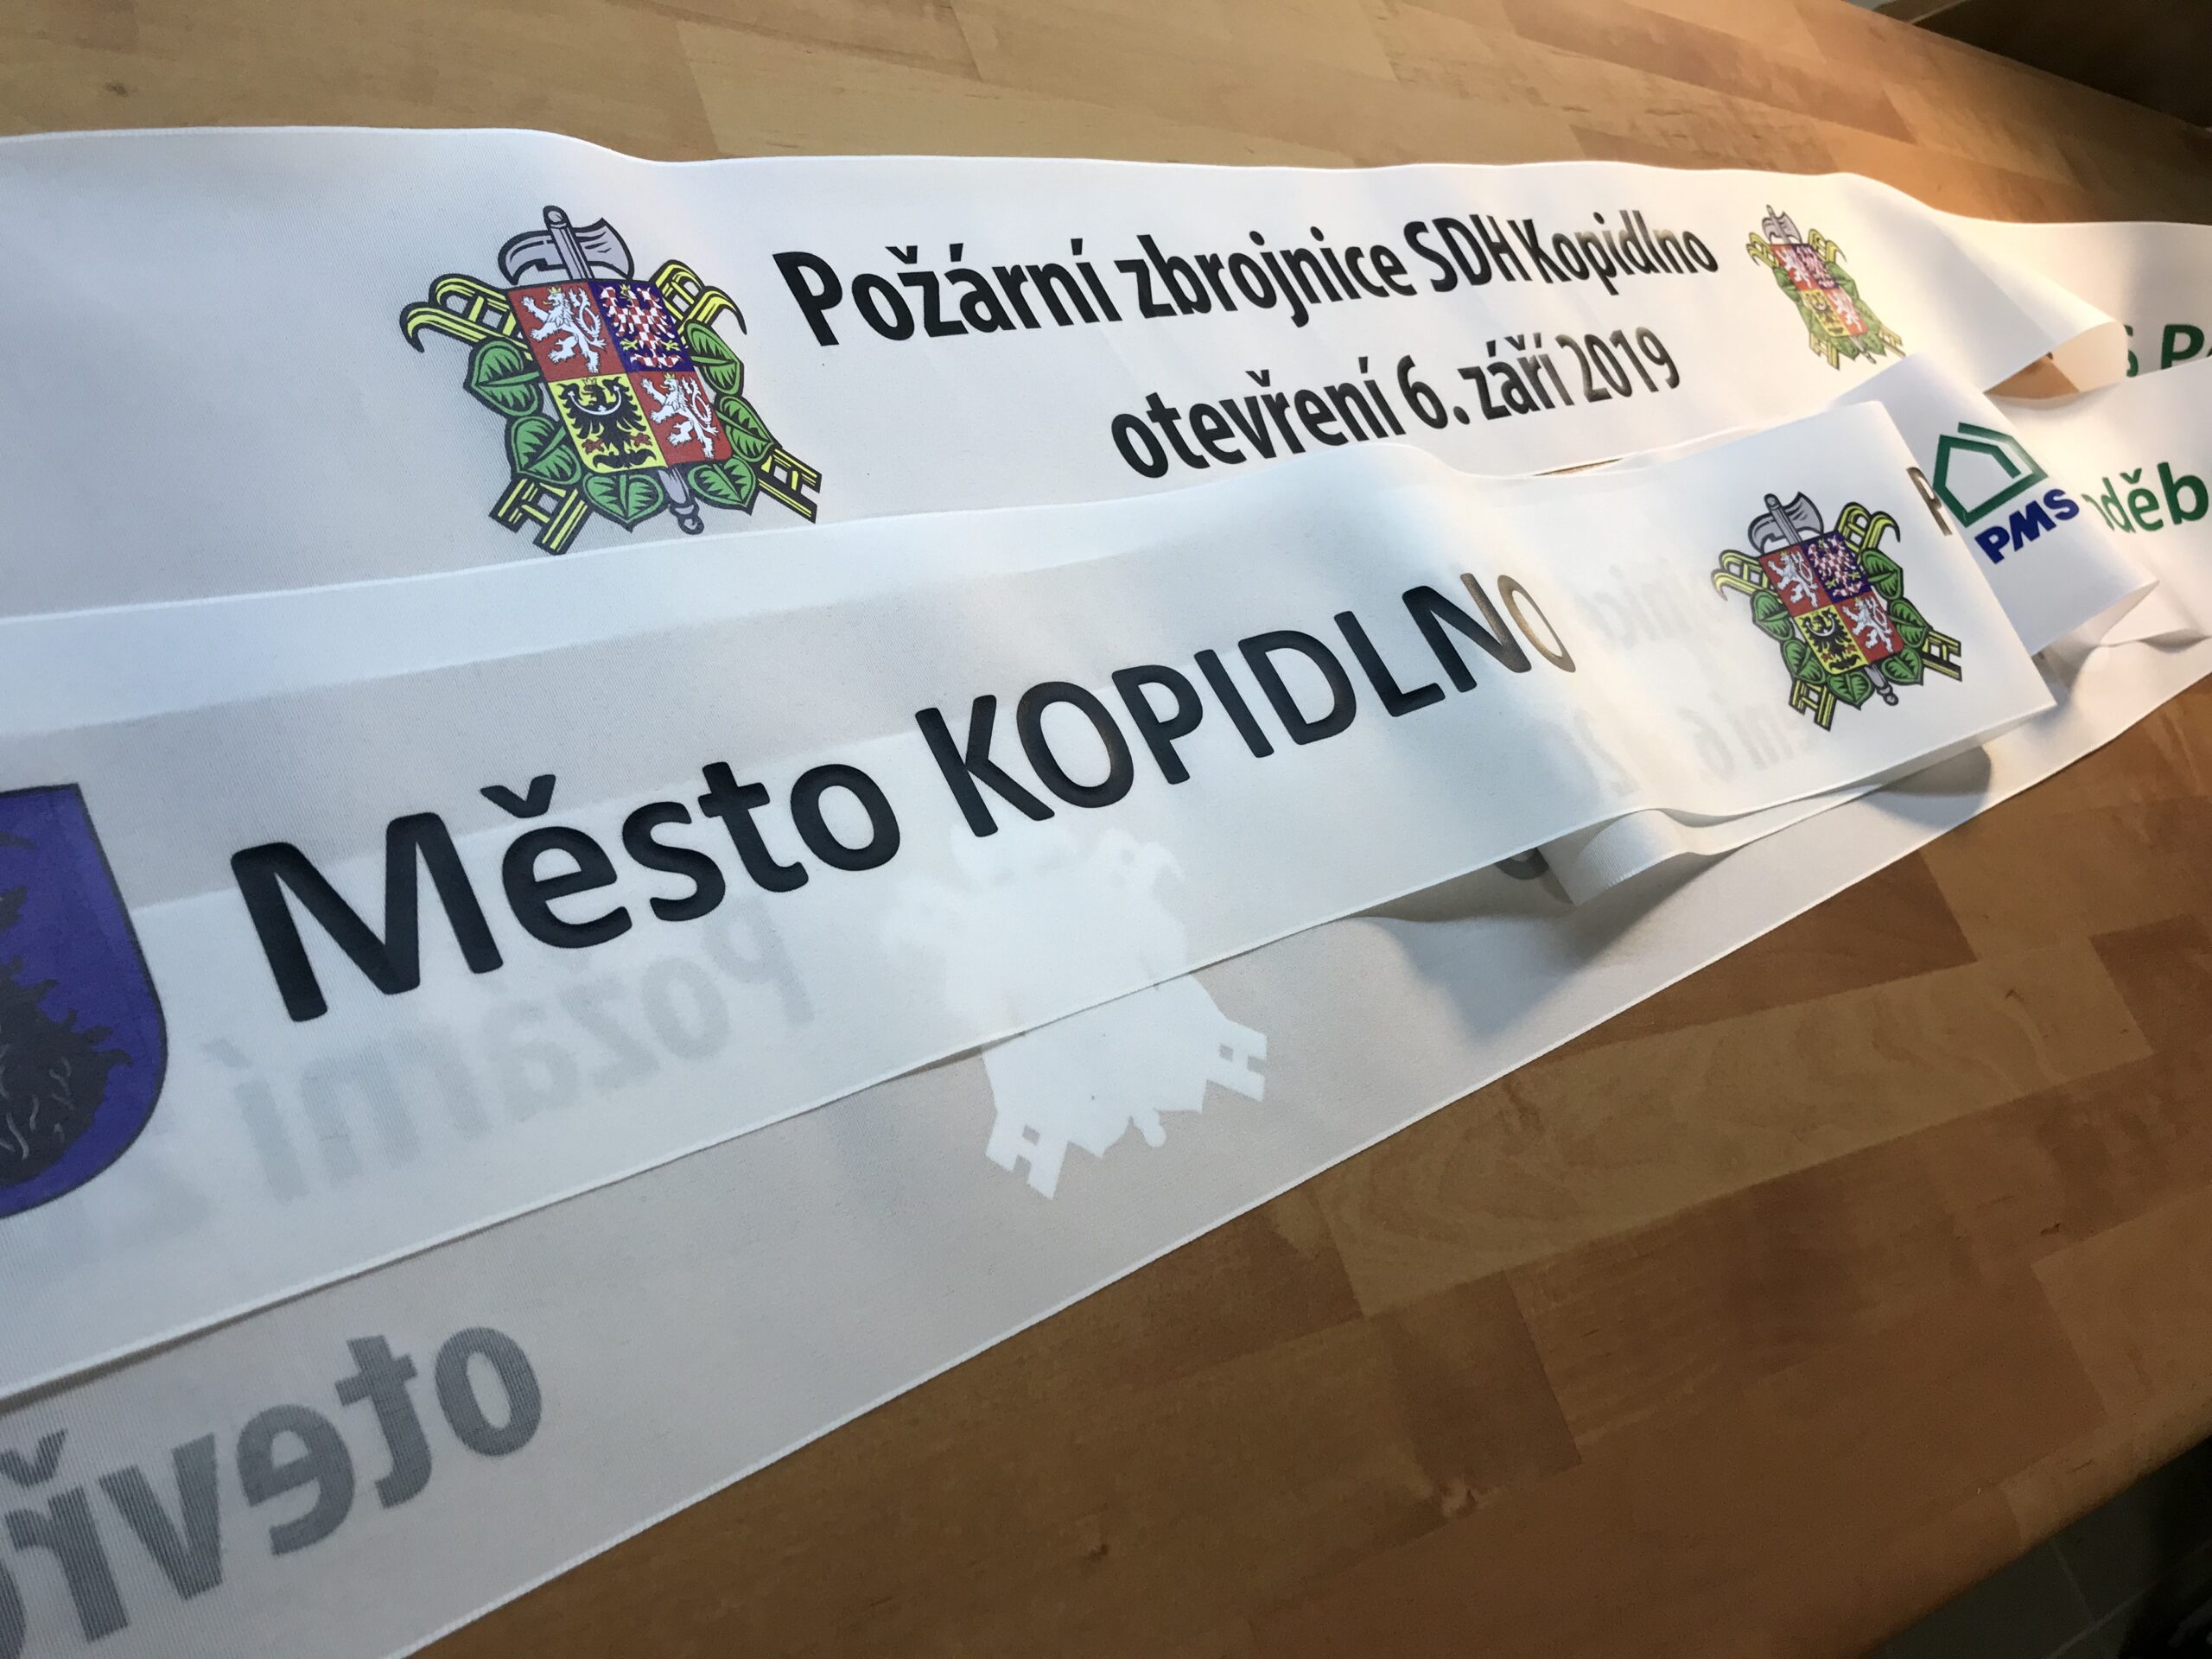 Požární zbrojnice SDH Kopidlno
otevření 6. září 2019
PMS
Město KOPIDLNO